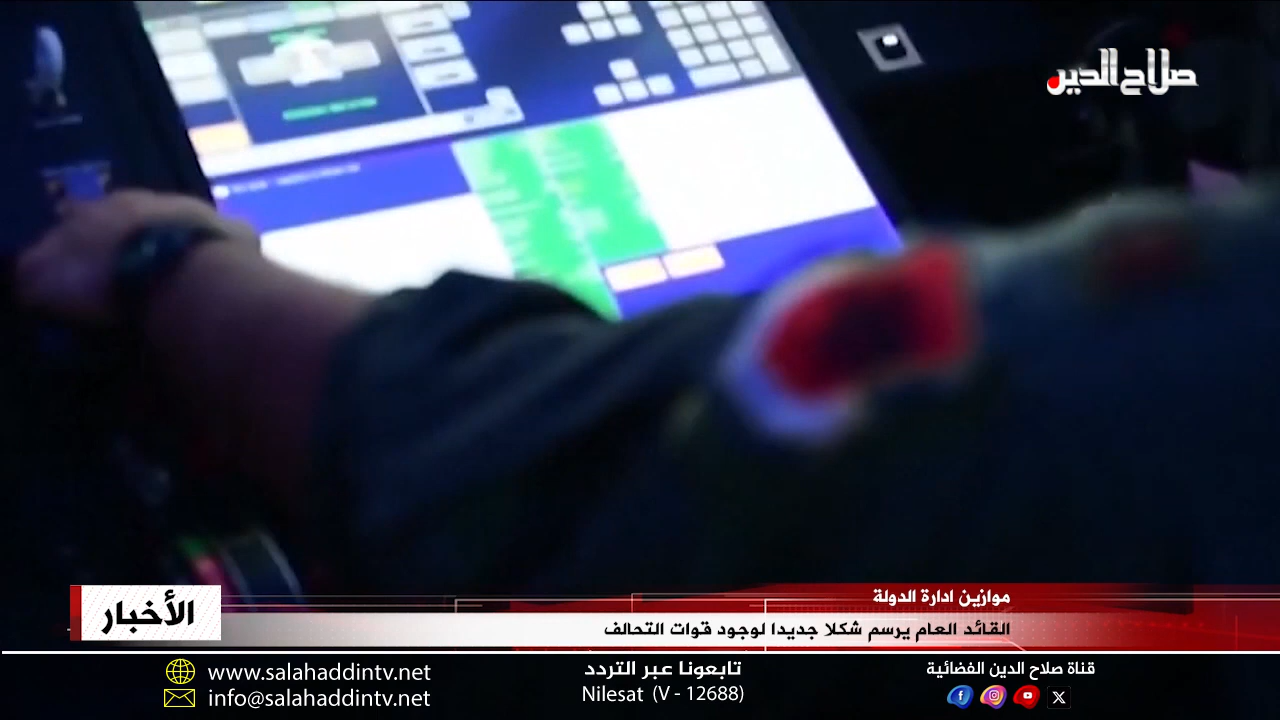 صلاح الدين
موازين ادارة الدولة
الأخبار
القائد العام يرسم شكلا جديدا لوجود قوات التحالف
قناة صلاح الدين الفضائية
تابعونا عبر التردد
Nilesat (V - 12688)
www.salahaddintv.net
info@salahaddintv.net